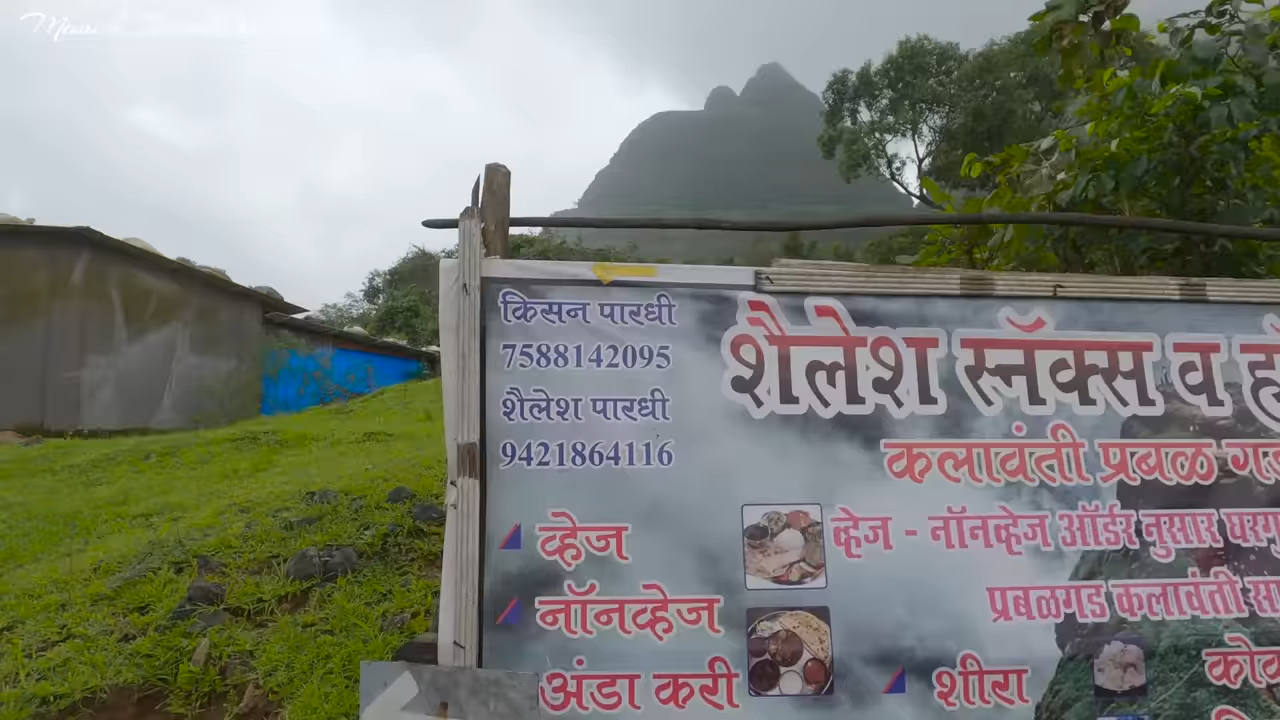 किसन पारधी
7588142095
शैलेश पारधी
9421864116
शैलेश स्नॅक्स व
कलावंती प्रबळ
व्हेज - नॉनव्हेज ऑर्डर नुसार
प्रबळगड कलावंती
व्हेज
नॉनव्हेज
अंडा करी
शीरा